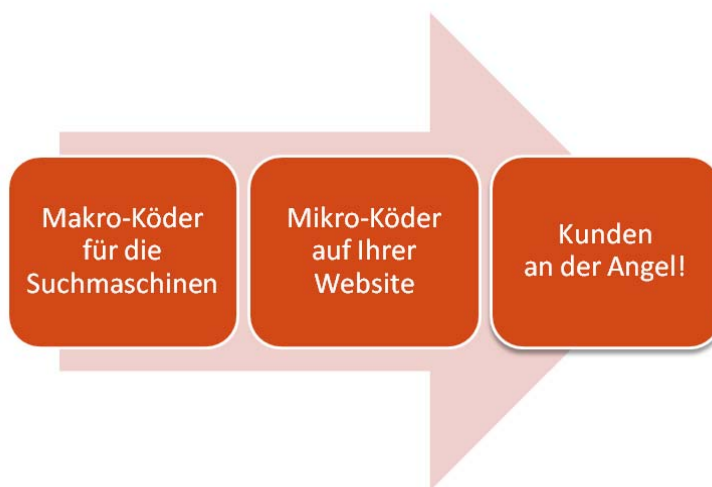 Makro-Köder
für die
Suchmaschinen
Mikro-Köder
auf Ihrer
Website
Kunden
an der Angel!